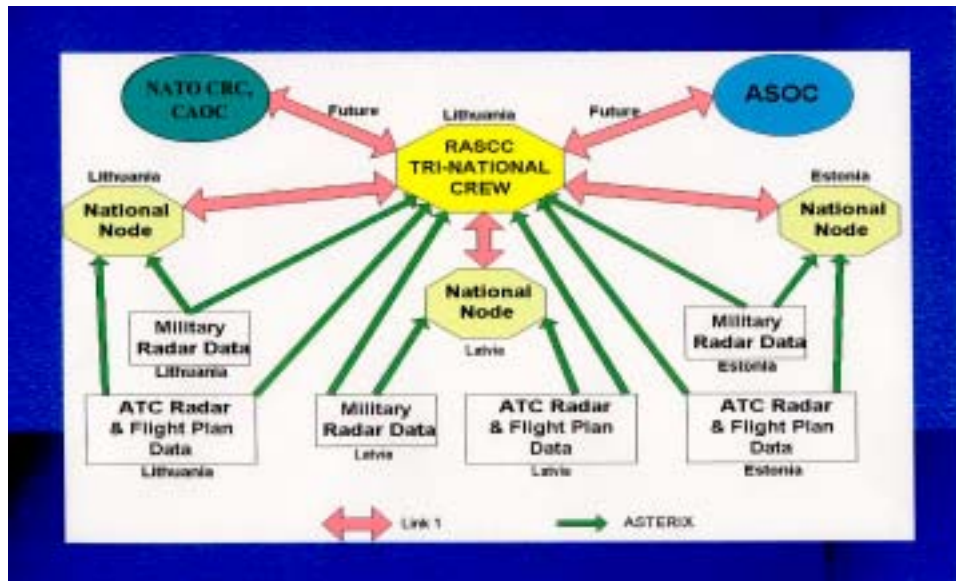 NATO CRC,
CAOC
Future
Lithuania
Future
ASOC
RASCC
TRI-NATIONAL
CREW
Lithuania
National
Node
Estonia
National
Node
National
Node
Latvia
Military
Radar Data
Lithuania
Military
Radar Data
Estonia
ATC Radar
& Flight Plan
Data
Lithuania
Military
Radar Data
Latvia
ATC Radar
& Flight Plan
Data
Latvia
ATC Radar
& Flight Plan
Data
Estonia
Link 1
ASTERIX